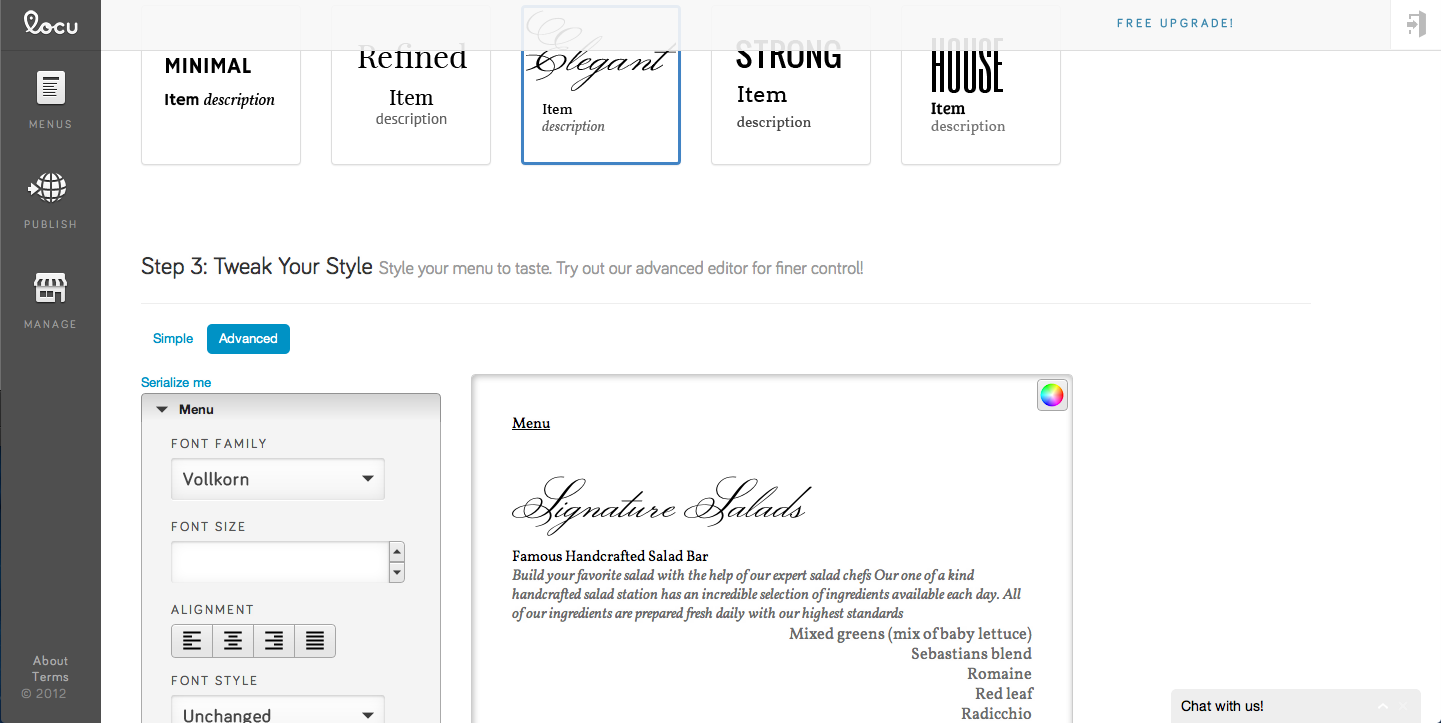 locu
FREE UPGRADE!
MENUS
PUBLISH
MANAGE
About
Terms
© 2012
MINIMAL
Item description
Refined
Item
description
Elegant
Item
description
STRONG
Item
description
HOUSE
Item
description
Step 3: Tweak Your Style Style your menu to taste. Try out our advanced editor for finer control!
Simple Advanced
Serialize me
Menu
FONT FAMILY
Vollkorn
FONT SIZE
ALIGNMENT
FONT STYLE
Unchanged
Menu
Signature Salads
Famous Handcrafted Salad Bar
Build your favorite salad with the help of our expert salad chefs Our one of a kind
handcrafted salad station has an incredible selection of ingredients available each day. All
of our ingredients are prepared fresh daily with our highest standards
Mixed greens (mix of baby lettuce)
Sebastians blend
Romaine
Red leaf
Radicchio
Chat with us!